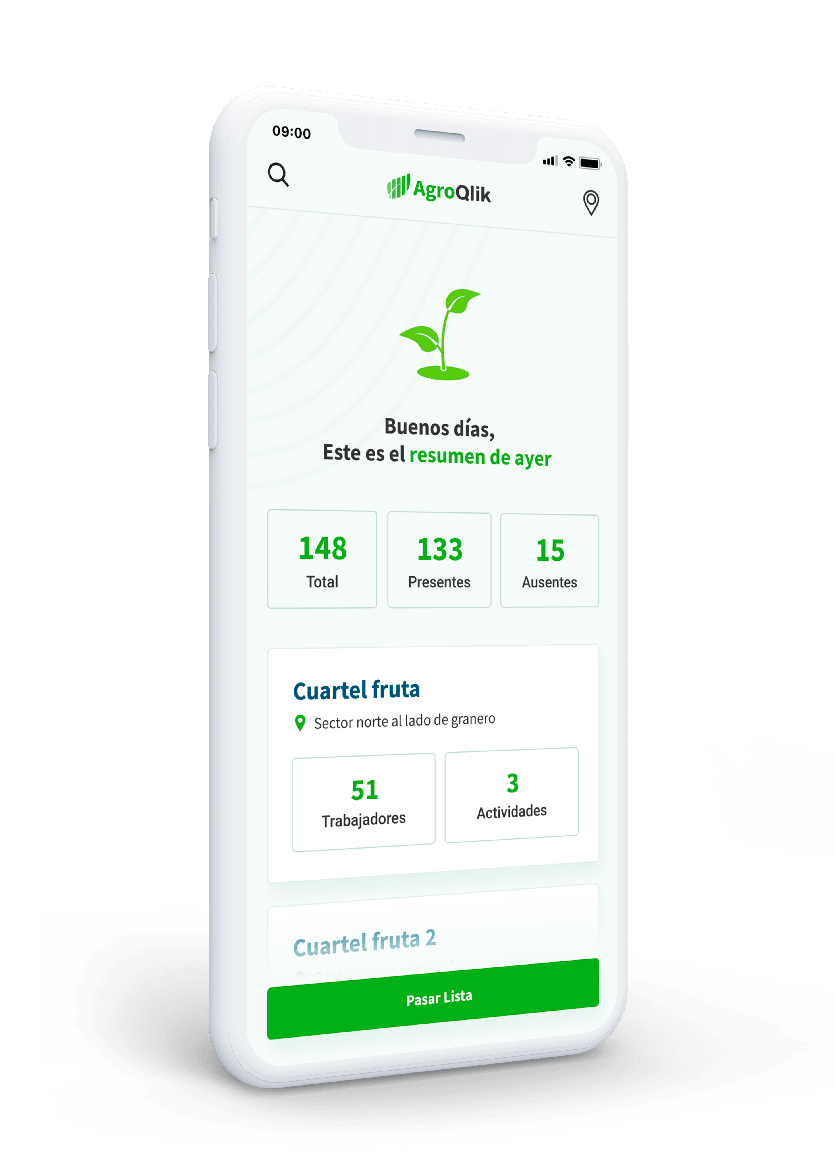 09:00
AgroQlik
Buenos días,
Este es el resumen de ayer
148
Total
133
Presentes
15
Ausentes
Cuartel fruta
Sector norte al lado de granero
51
Trabajadores
3
Actividades
Cuartel fruta 2
Pasar Lista